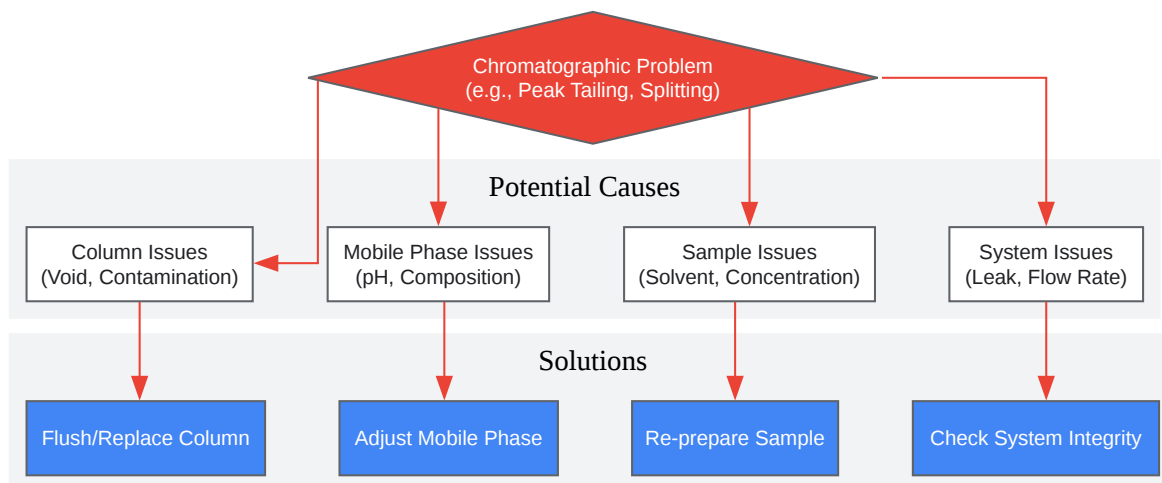 Chromatographic Problem
(e.g., Peak Tailing, Splitting)
Potential Causes
Column Issues
(Void, Contamination)
Mobile Phase Issues
(pH, Composition)
Sample Issues
(Solvent, Concentration)
System Issues
(Leak, Flow Rate)
Solutions
Flush/Replace Column
Adjust Mobile Phase
Re-prepare Sample
Check System Integrity